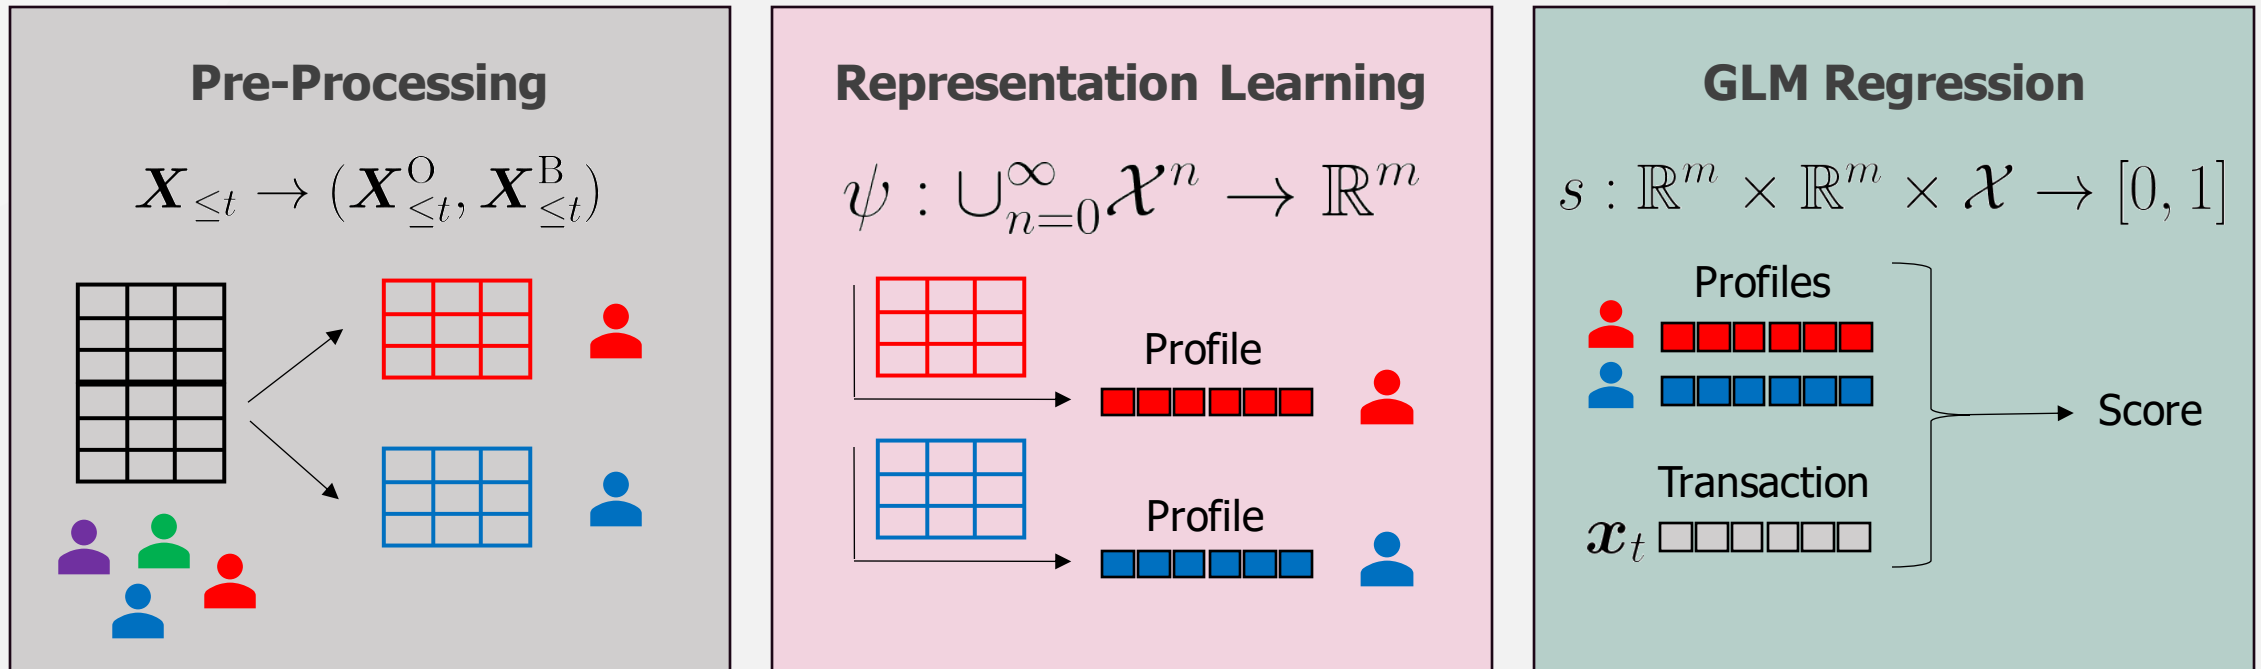 Pre-Processing
𝑿≤t → (𝑿^O≤t, 𝑿^B≤t)
Representation Learning
ψ : ∪_{n=0}^∞ 𝒳^n → ℝ^m
Profile
Profile
GLM Regression
s : ℝ^m × ℝ^m × 𝒳 → [0, 1]
Profiles
Score
Transaction
𝒙_t